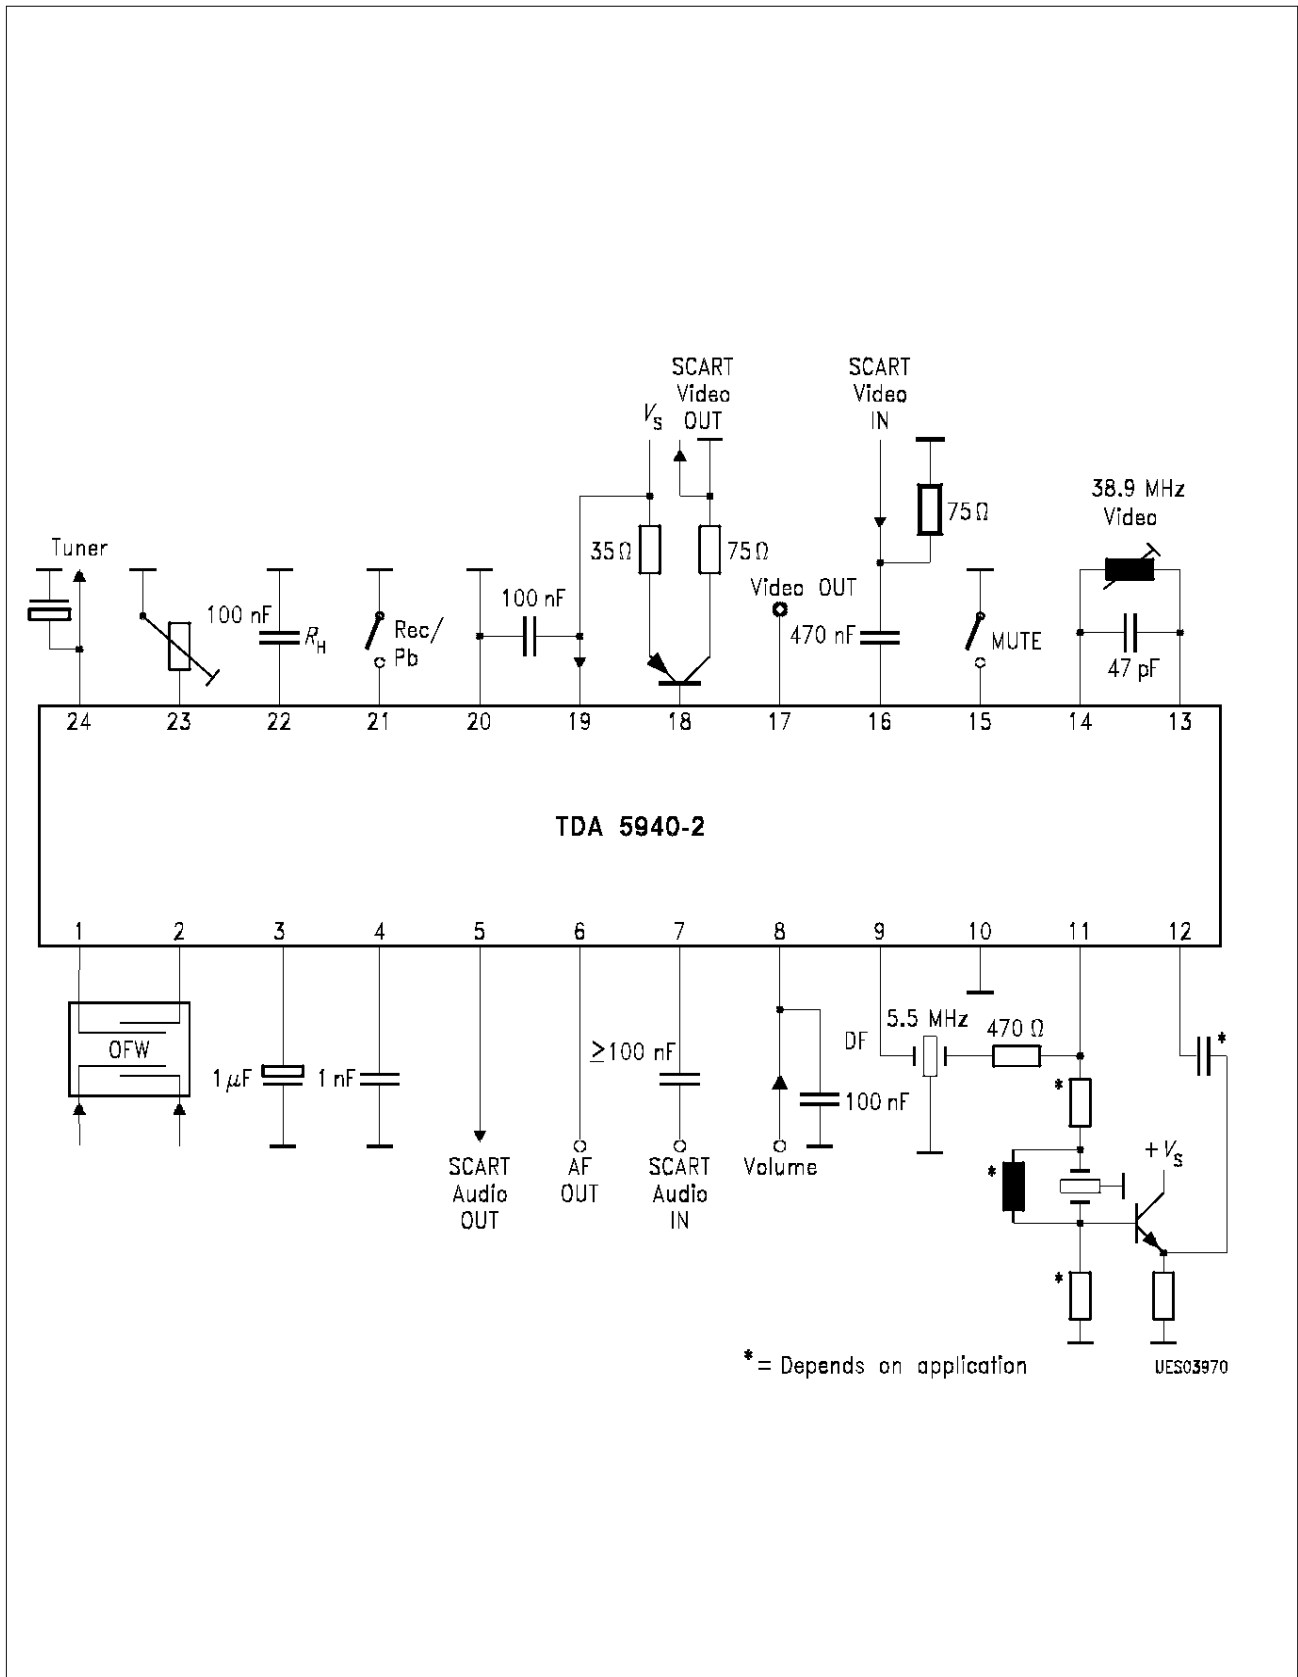 SCART
Video
OUT
V_S
SCART
Video
IN
38.9 MHz
Video
75Ω
35Ω
75Ω
Tuner
Video OUT
100 nF
100 nF
R_H
Rec/
Pb
470 nF
MUTE
47 pF
24 23 22 21 20 19 18 17 16 15 14 13
TDA 5940-2
1 2 3 4 5 6 7 8 9 10 11 12
OFW
1 µF
1 nF
≥100 nF
DF
5.5 MHz
470 Ω
*
100 nF
*
SCART
Audio
OUT
AF
OUT
SCART
Audio
IN
Volume
+V_S
*
*
* = Depends on application
UES03970